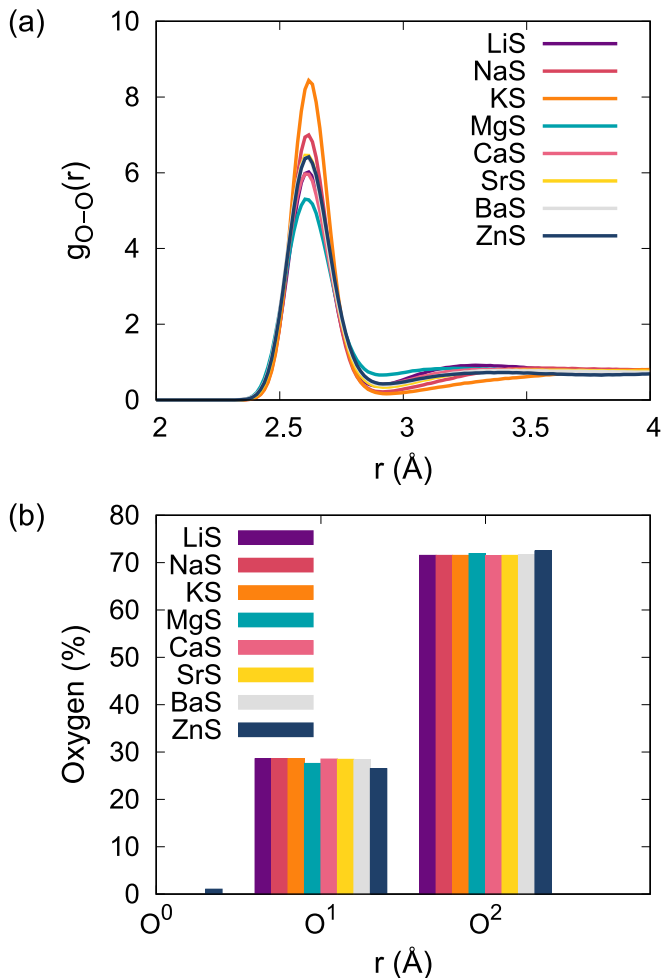 (a)
10
8
6
4
2
0
g_{O–O}(r)
LiS
NaS
KS
MgS
CaS
SrS
BaS
ZnS
2 2.5 3 3.5 4
r (Å)
(b)
80
70
60
50
40
30
20
10
0
Oxygen (%)
LiS
NaS
KS
MgS
CaS
SrS
BaS
ZnS
O⁰ O¹ O²
r (Å)